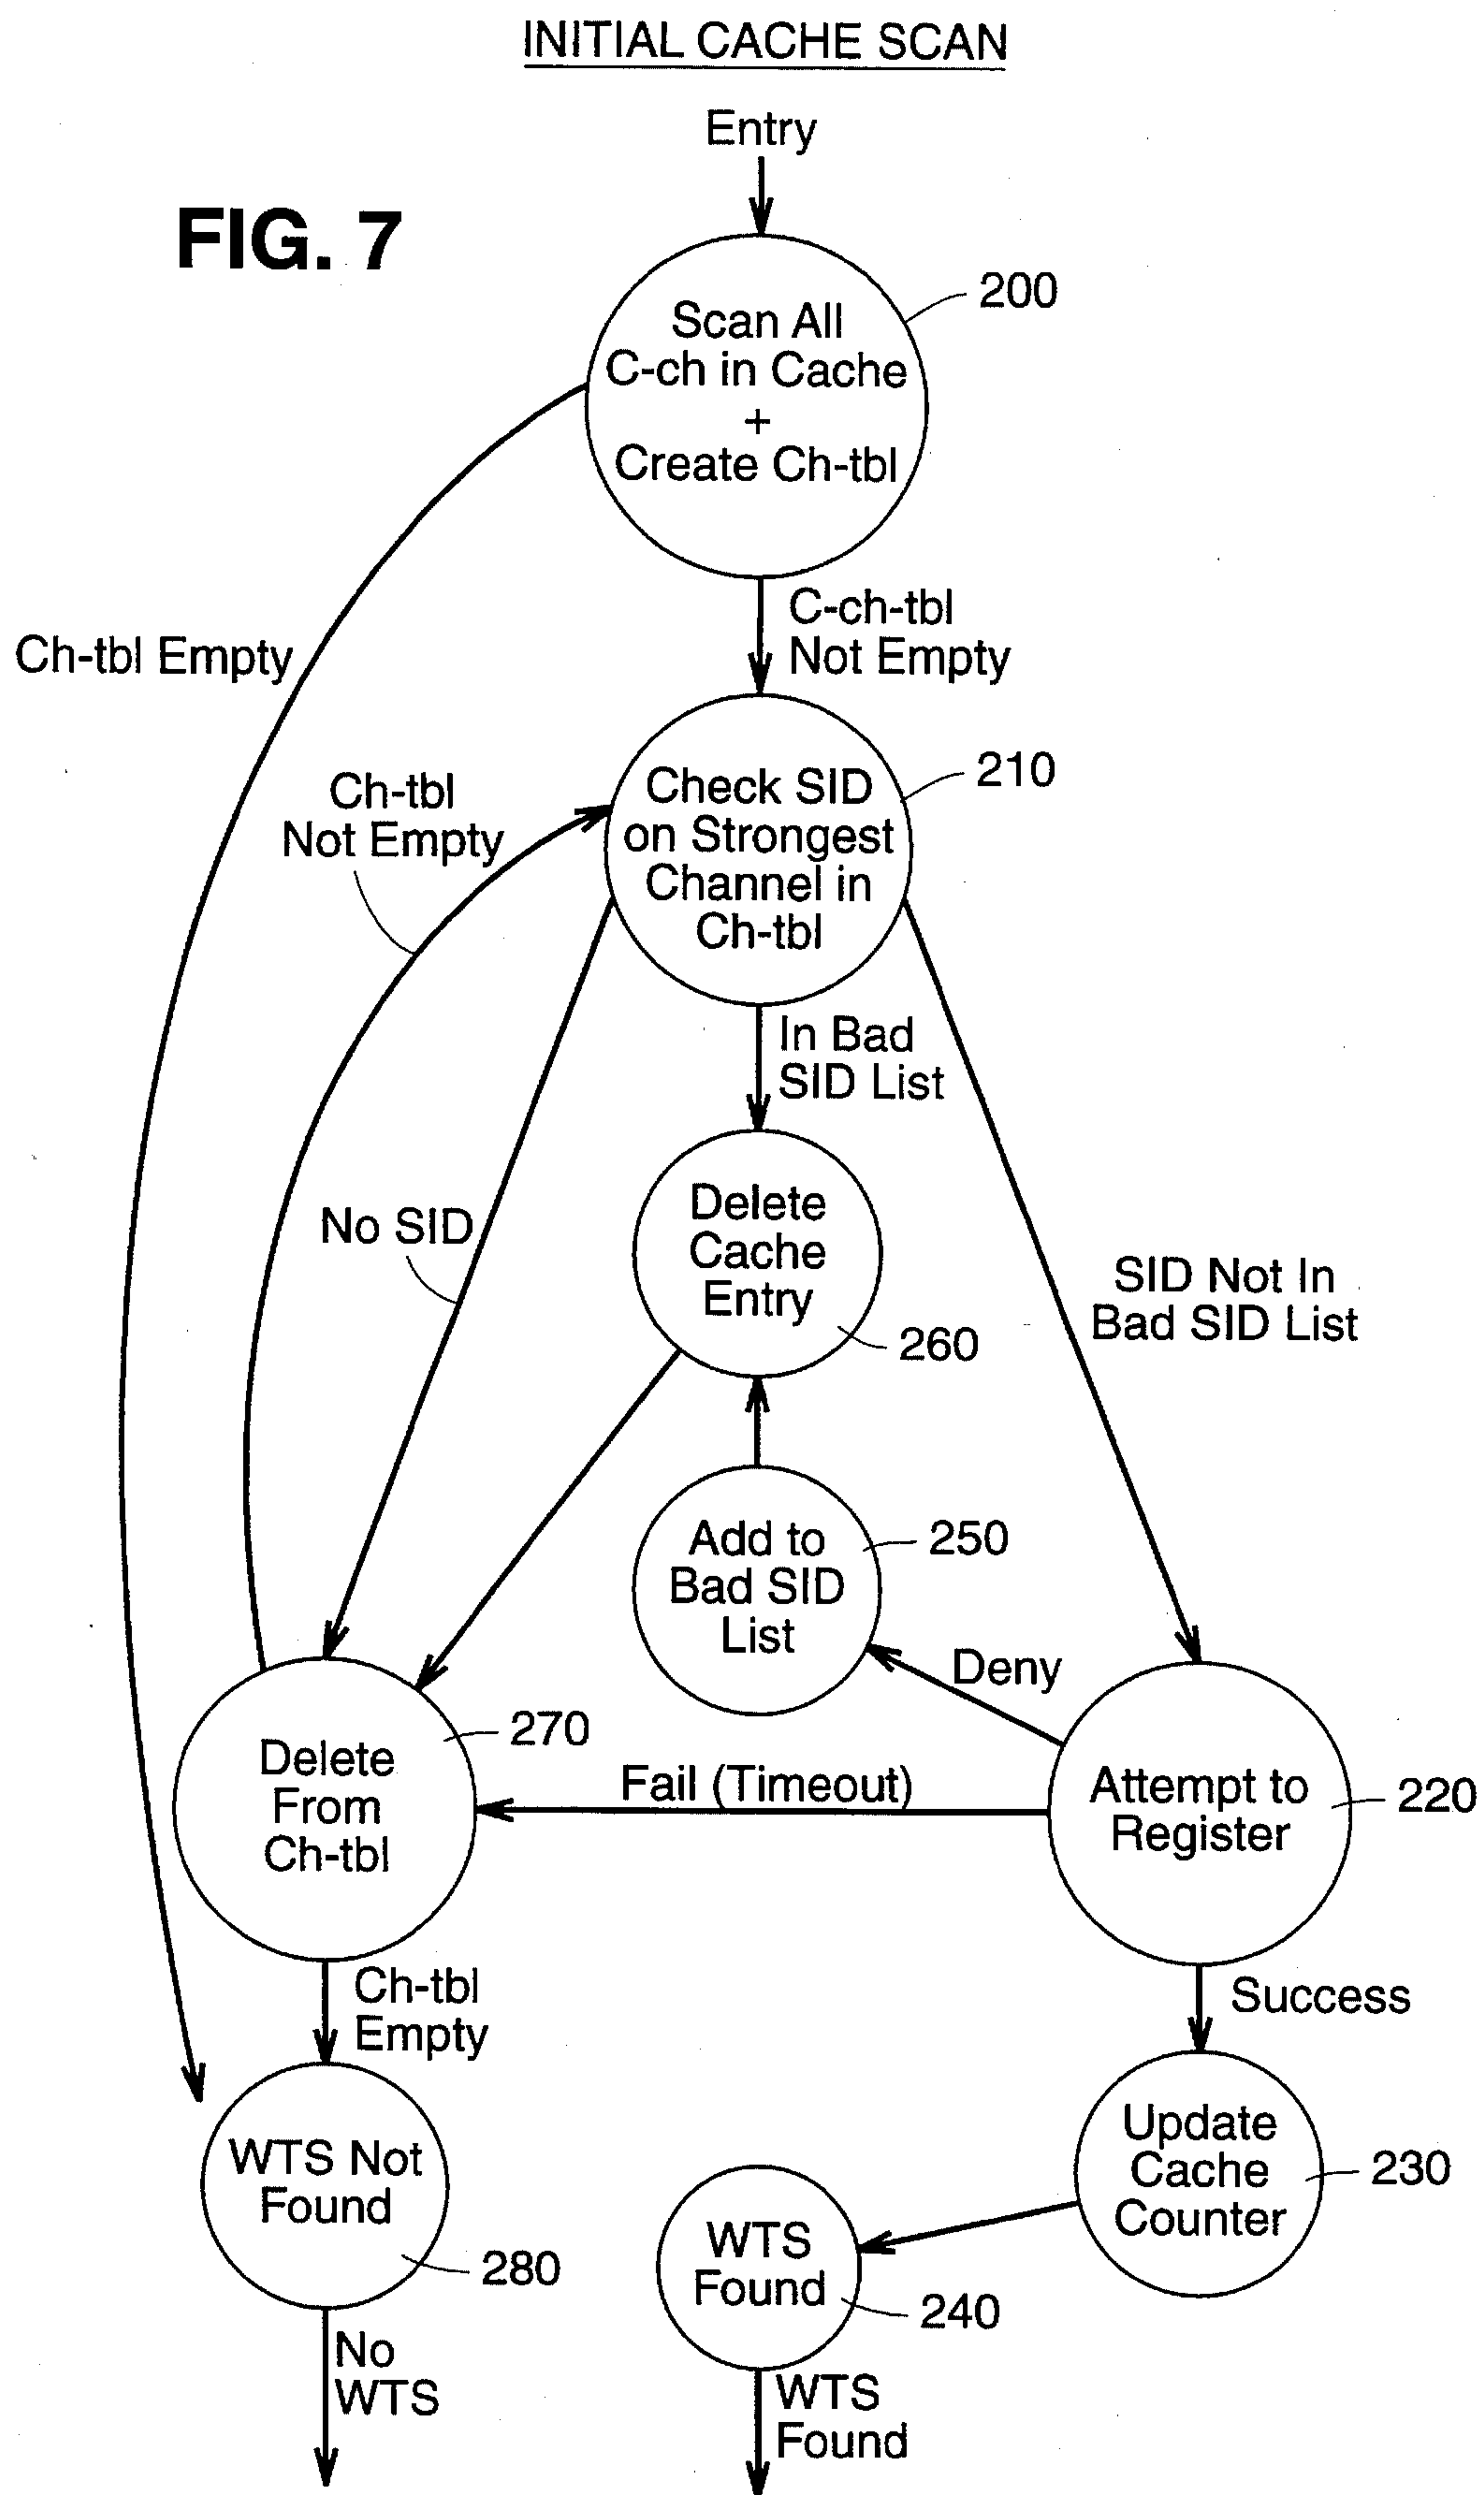 INITIAL CACHE SCAN
Entry
FIG. 7
200
Scan All
C-ch in Cache
+
Create Ch-tbl
C-ch-tbl
Not Empty
Ch-tbl Empty
210
Ch-tbl
Not Empty
Check SID
on Strongest
Channel in
Ch-tbl
In Bad
SID List
No SID
Delete
Cache
Entry
260
SID Not In
Bad SID List
Add to
Bad SID
List
250
Deny
270
Delete
From
Ch-tbl
Fail (Timeout)
Attempt to
Register
220
Ch-tbl
Empty
Success
WTS Not
Found
280
Update
Cache
Counter
230
WTS
Found
240
No
WTS
WTS
Found